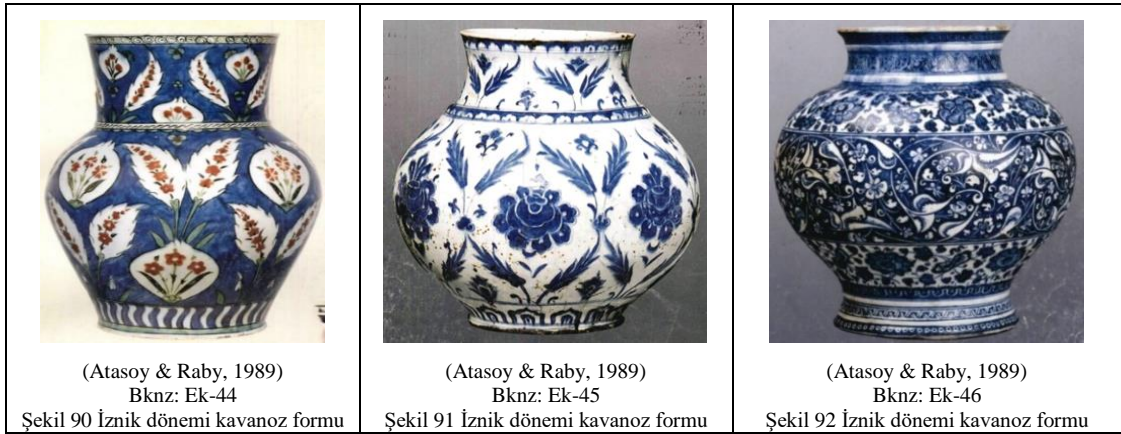 (Atasoy & Raby, 1989)
Bknz: Ek-44
Şekil 90 İznik dönemi kavanoz formu
(Atasoy & Raby, 1989)
Bknz: Ek-45
Şekil 91 İznik dönemi kavanoz formu
(Atasoy & Raby, 1989)
Bknz: Ek-46
Şekil 92 İznik dönemi kavanoz formu